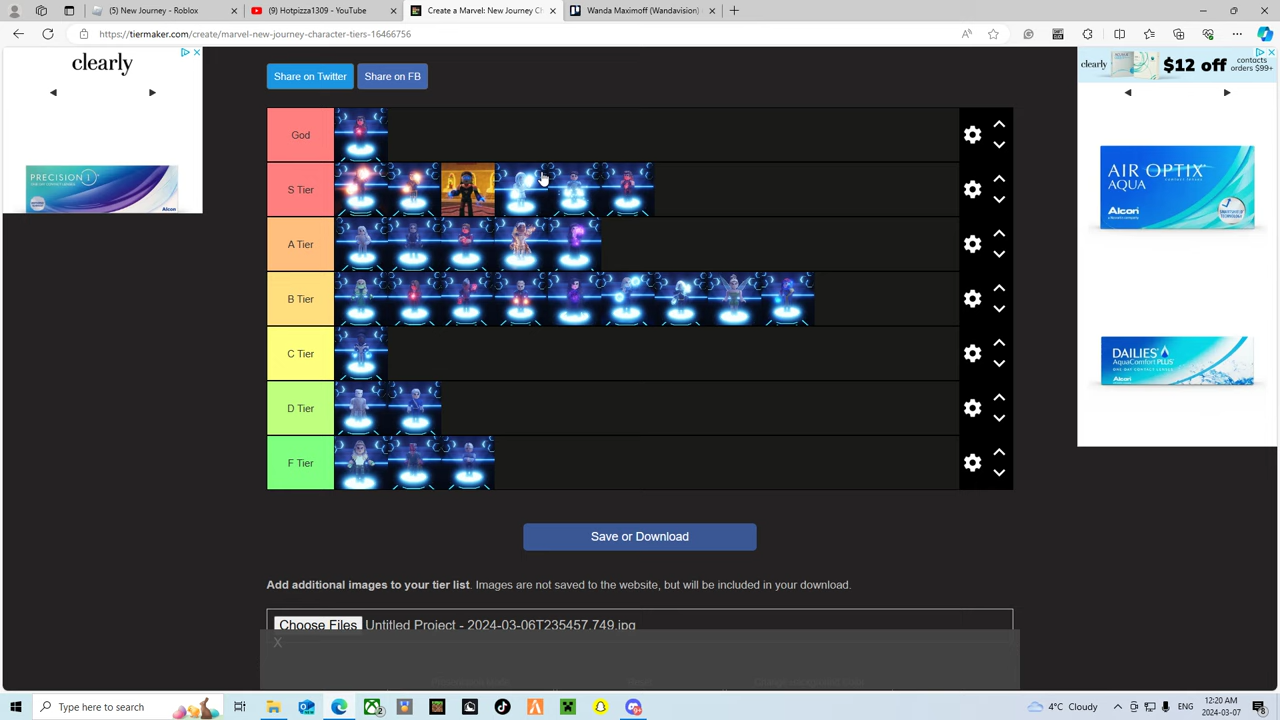 (5) New Journey - Roblox
(9) Hotpizza1309 - YouTube
Create a Marvel New Journey Ch
Wanda Maximoff (Wandavision)
https://tiermaker.com/create/marvel-new-journey-character-tiers-16466756
clearly
PRECISION 1
Alcon
Share on Twitter
Share on FB
God
S Tier
A Tier
B Tier
C Tier
D Tier
F Tier
Save or Download
Add additional images to your tier list. Images are not saved to the website, but will be included in your download.
Choose Files Untitled Project - 2024-03-06T235457.749.jpg
X
clearly
$12 off contacts orders $99+
AIR OPTIX AQUA
Alcon
DAILIES AquaComfort PLUS
Alcon
Type here to search
4°C Cloudy
ENG
12:20 AM
2024-03-07